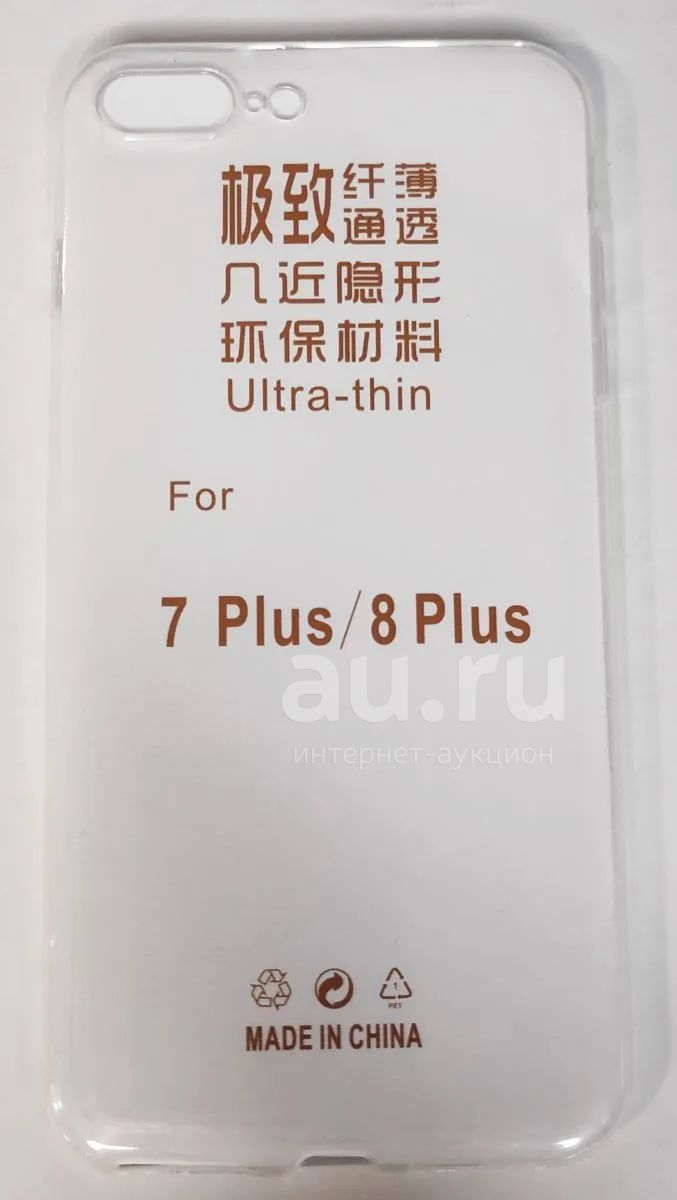 极致纤薄
通透
几近隐形
环保材料
Ultra-thin
For
7 Plus/8 Plus
au.ru
интернет-аукцион
1
PET
MADE IN CHINA